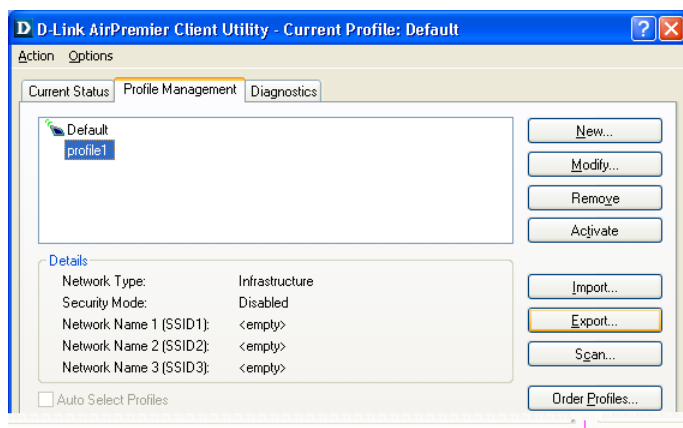 D D-Link AirPremier Client Utility - Current Profile: Default ? X
Action Options
Current Status Profile Management Diagnostics
Default
profile1
New...
Modify...
Remove
Activate
Details
Network Type: Infrastructure
Security Mode: Disabled
Network Name 1 (SSID1): <empty>
Network Name 2 (SSID2): <empty>
Network Name 3 (SSID3): <empty>
Import...
Export...
Scan...
Auto Select Profiles
Order Profiles...